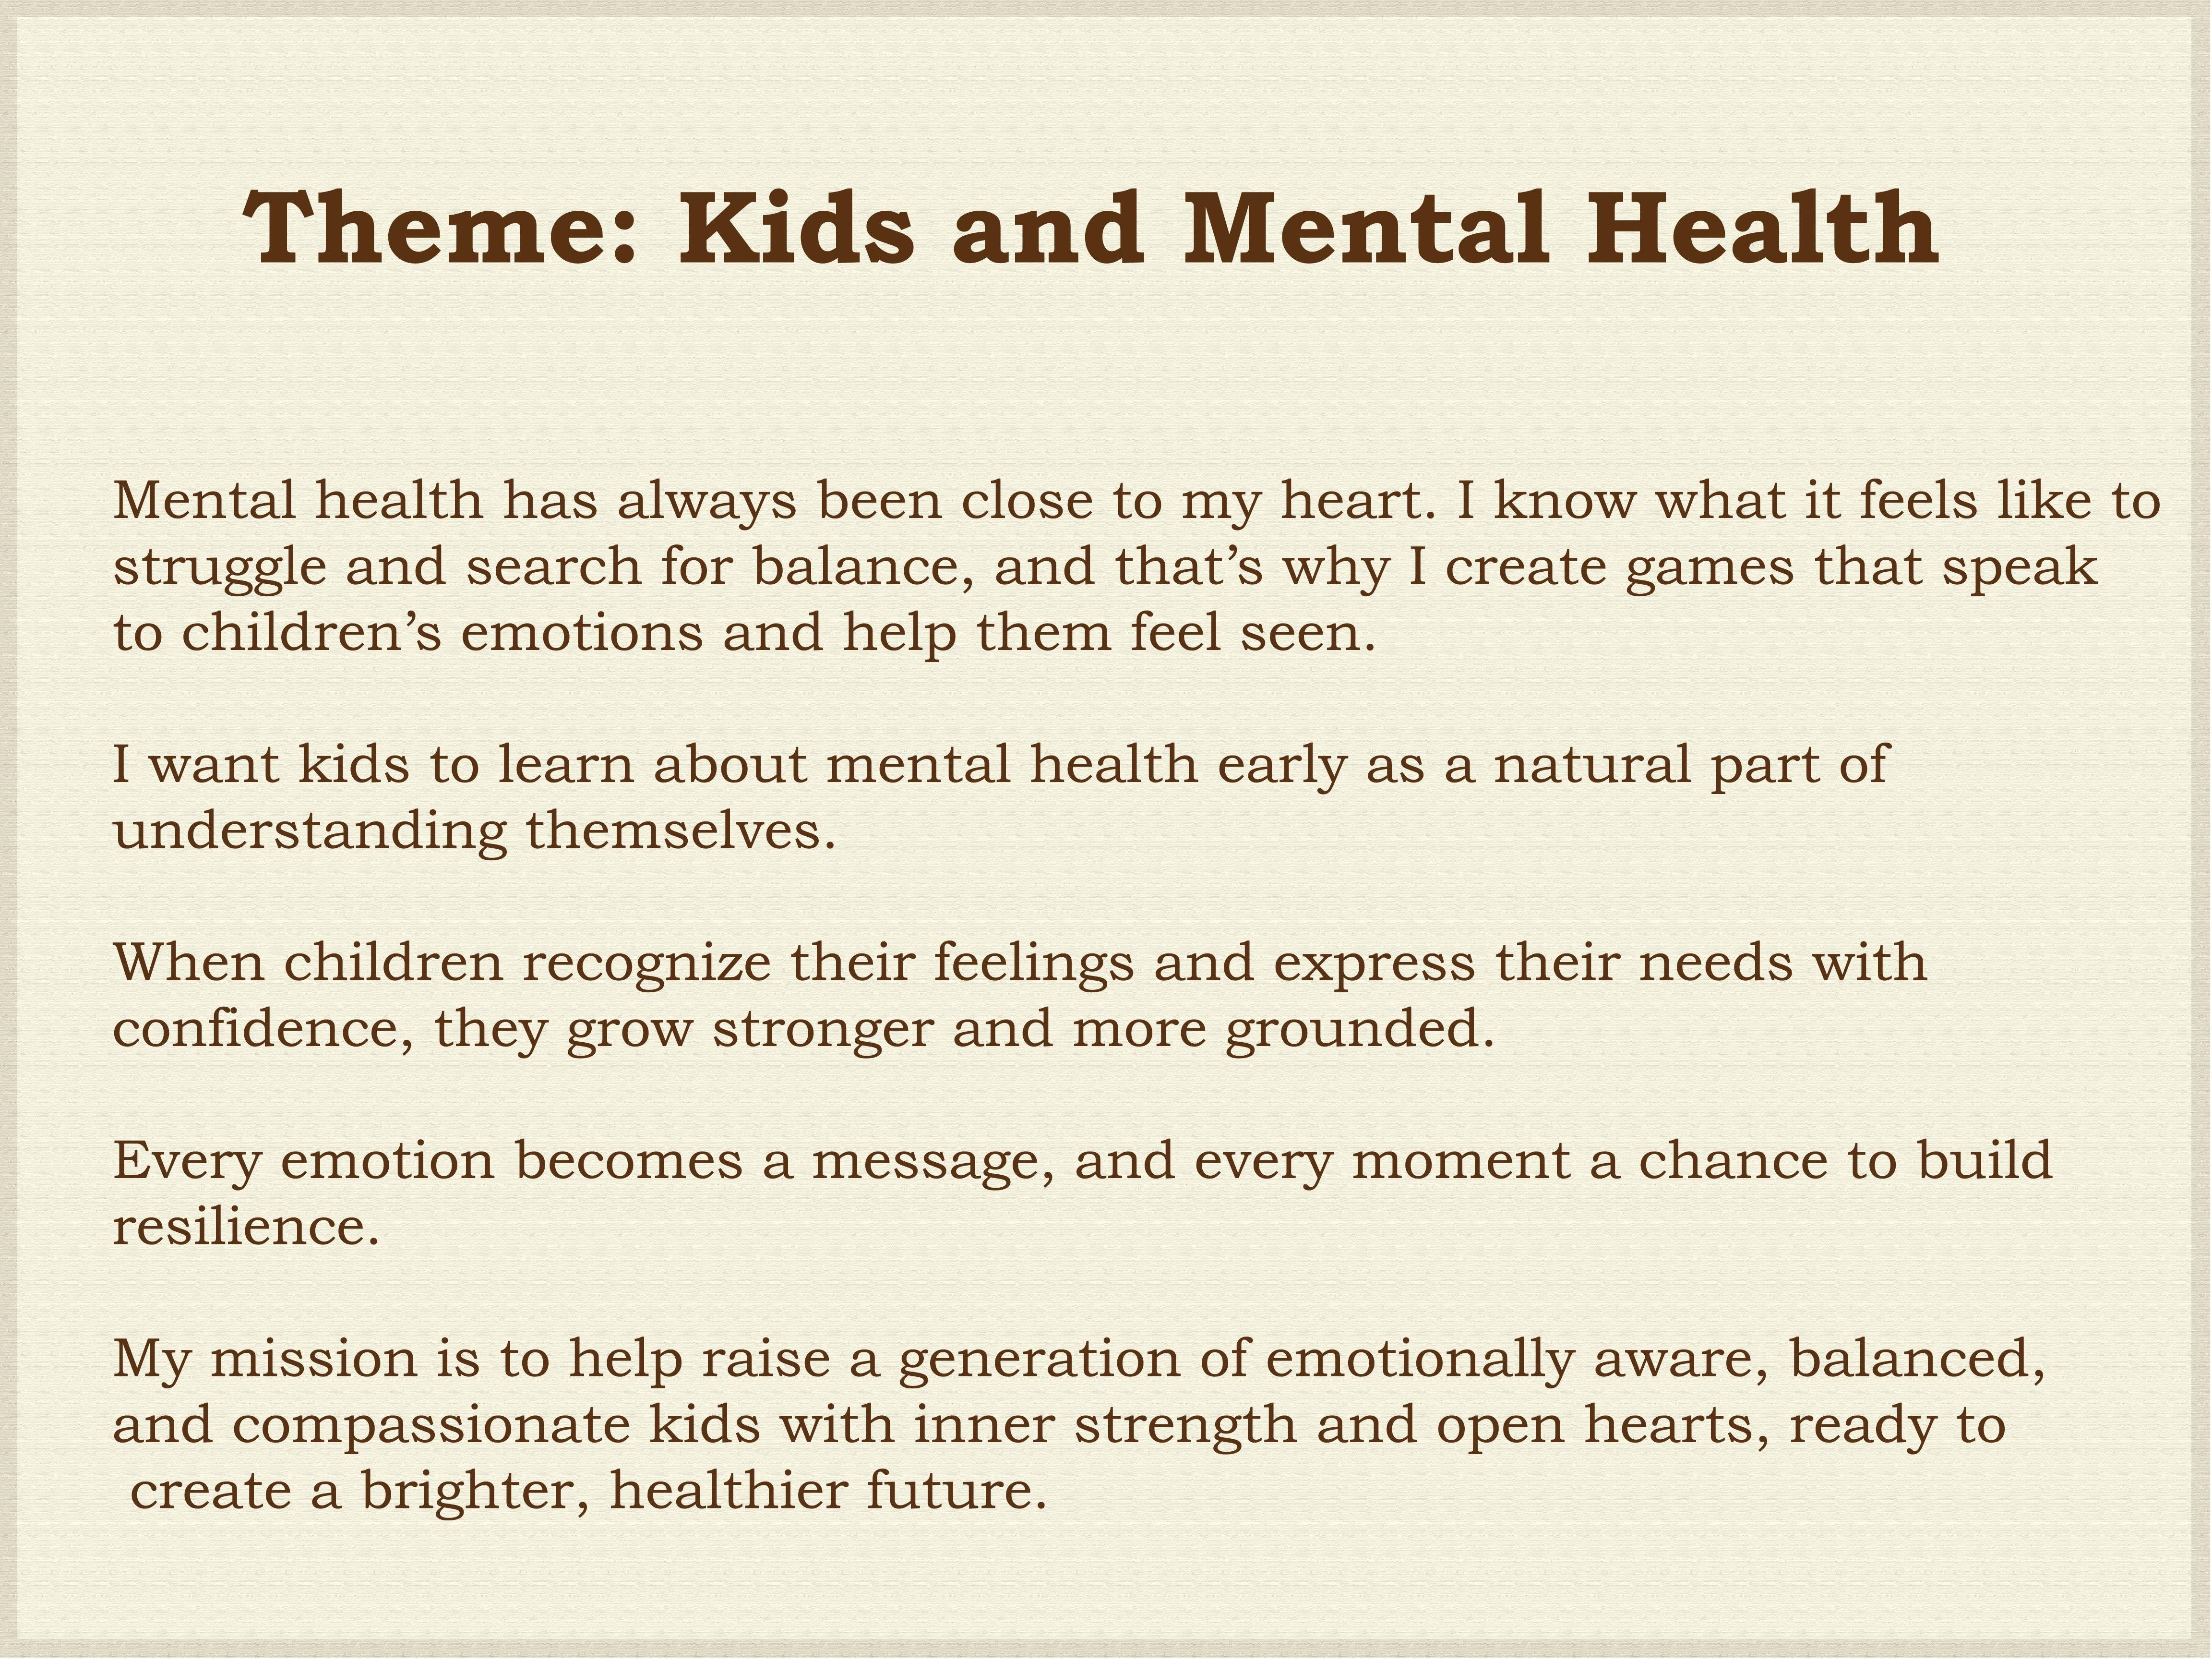 Theme: Kids and Mental Health
Mental health has always been close to my heart. I know what it feels like to
struggle and search for balance, and that’s why I create games that speak
to children’s emotions and help them feel seen.
I want kids to learn about mental health early as a natural part of
understanding themselves.
When children recognize their feelings and express their needs with
confidence, they grow stronger and more grounded.
Every emotion becomes a message, and every moment a chance to build
resilience.
My mission is to help raise a generation of emotionally aware, balanced,
and compassionate kids with inner strength and open hearts, ready to
create a brighter, healthier future.